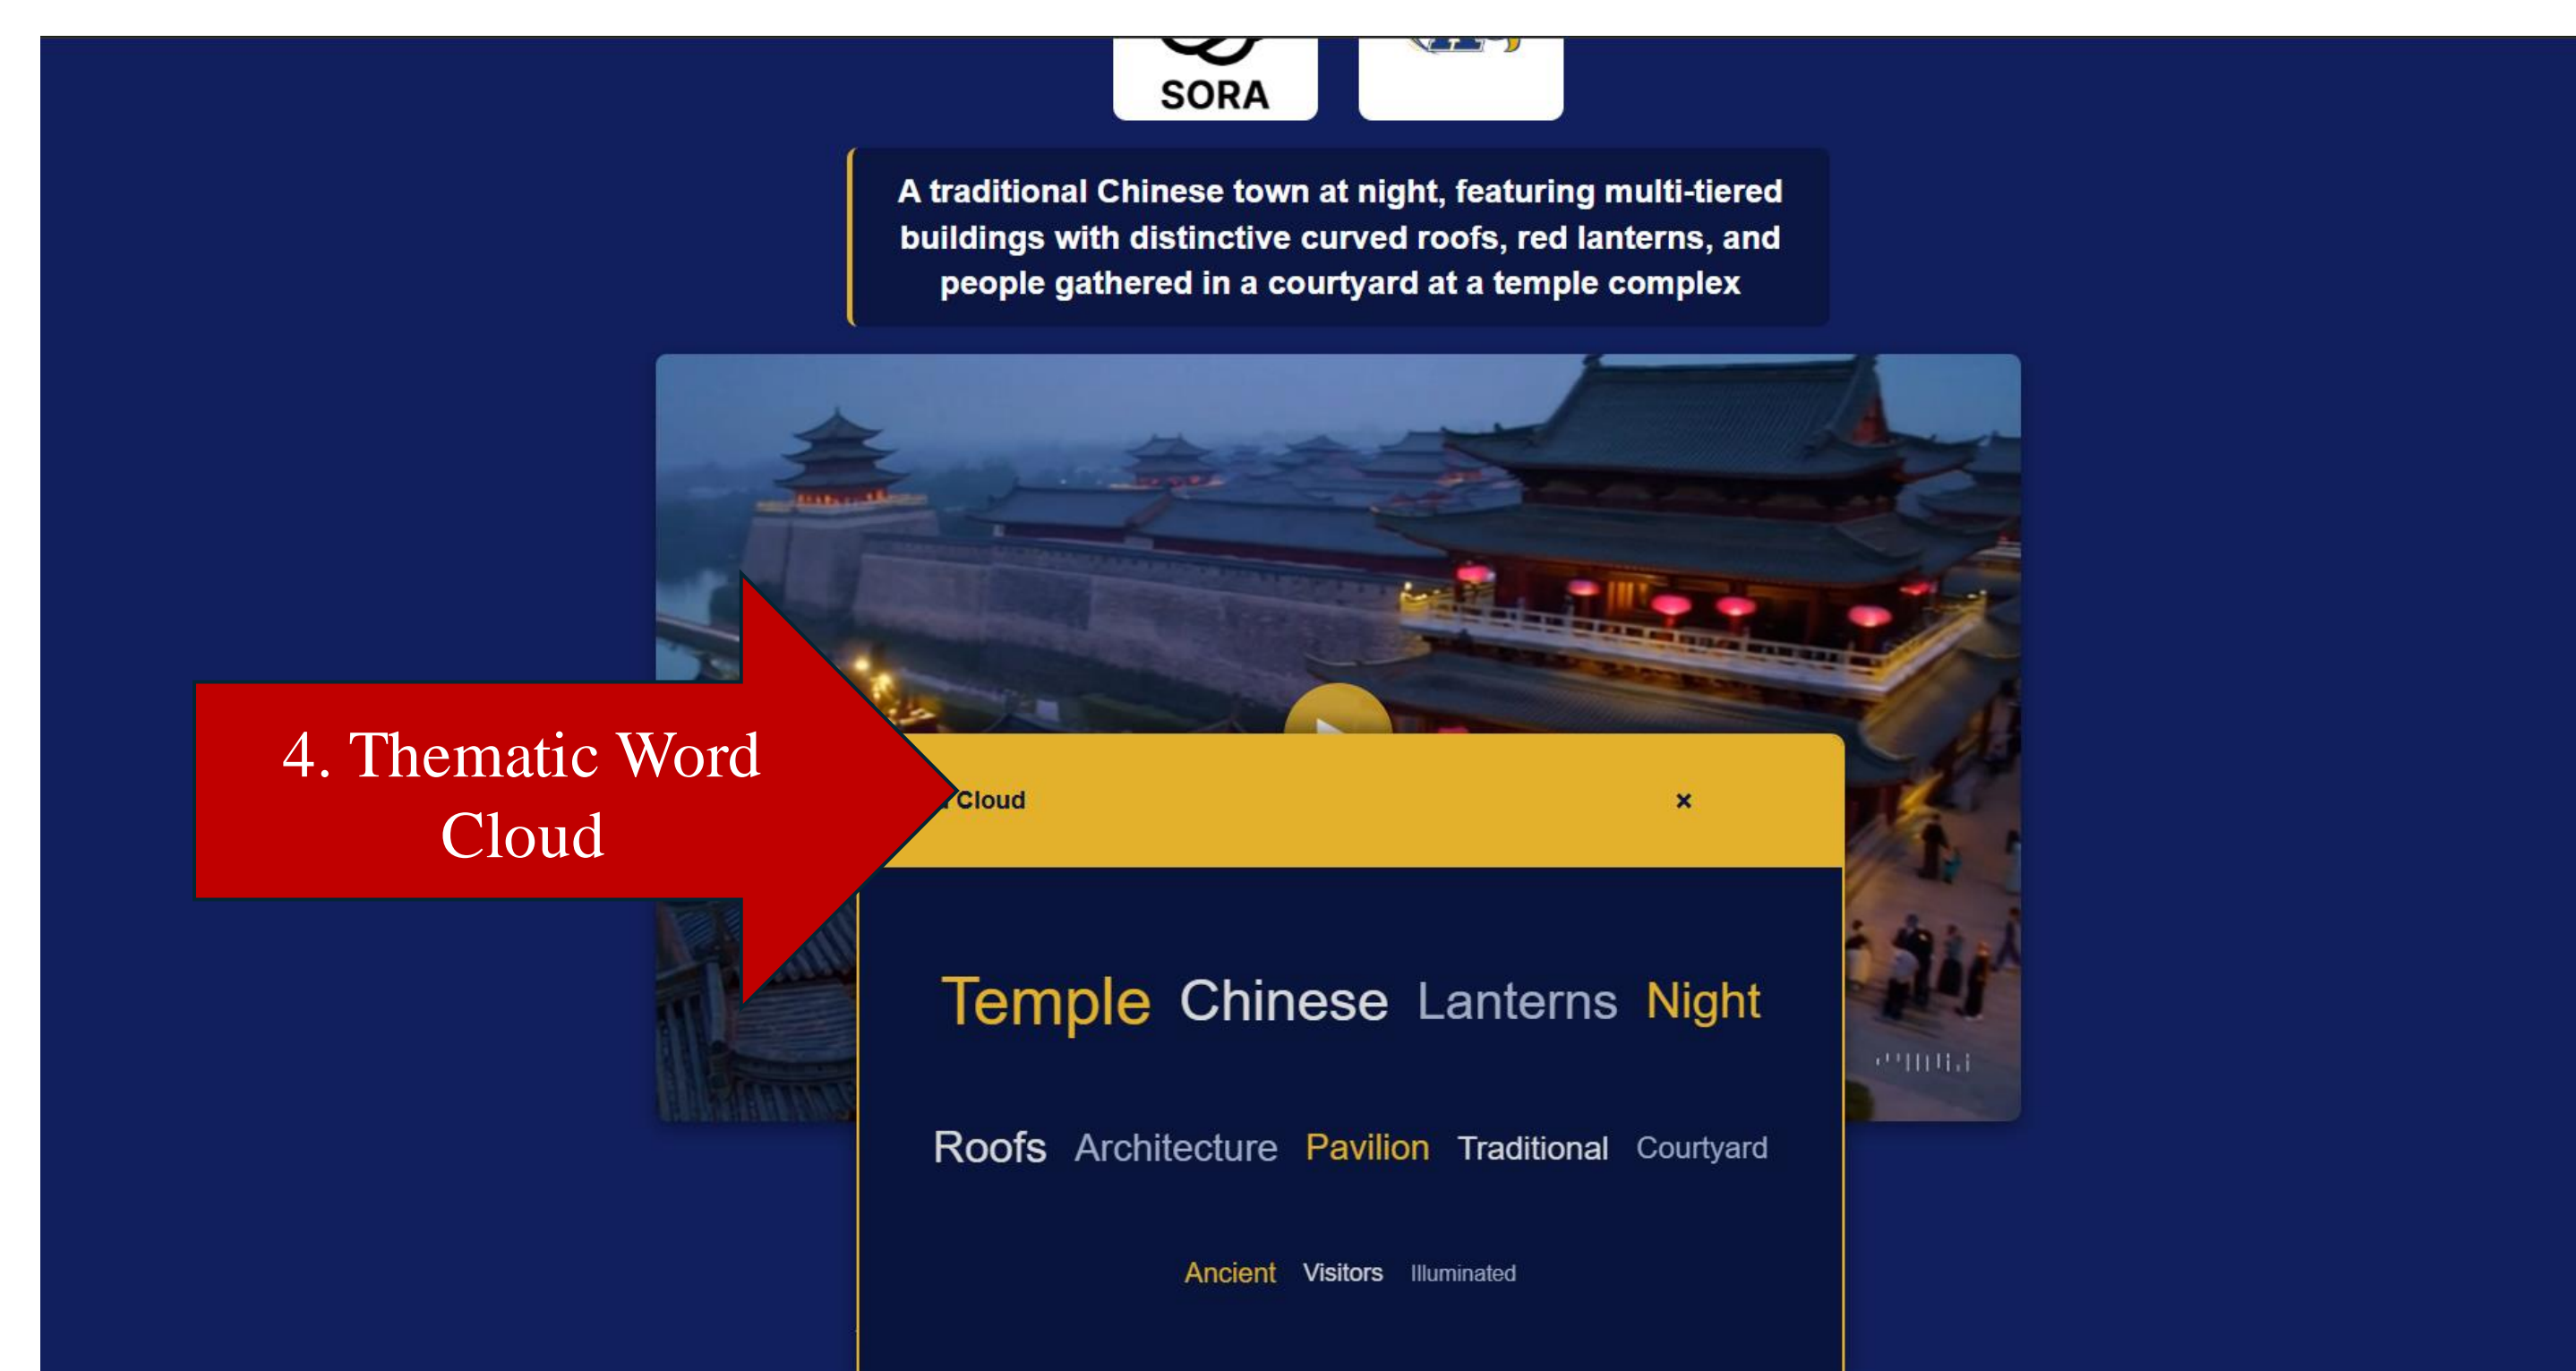 SORA
A traditional Chinese town at night, featuring multi-tiered
buildings with distinctive curved roofs, red lanterns, and
people gathered in a courtyard at a temple complex
4. Thematic Word
Cloud
Cloud
×
Temple Chinese Lanterns Night
Roofs Architecture Pavilion Traditional Courtyard
Ancient Visitors Illuminated